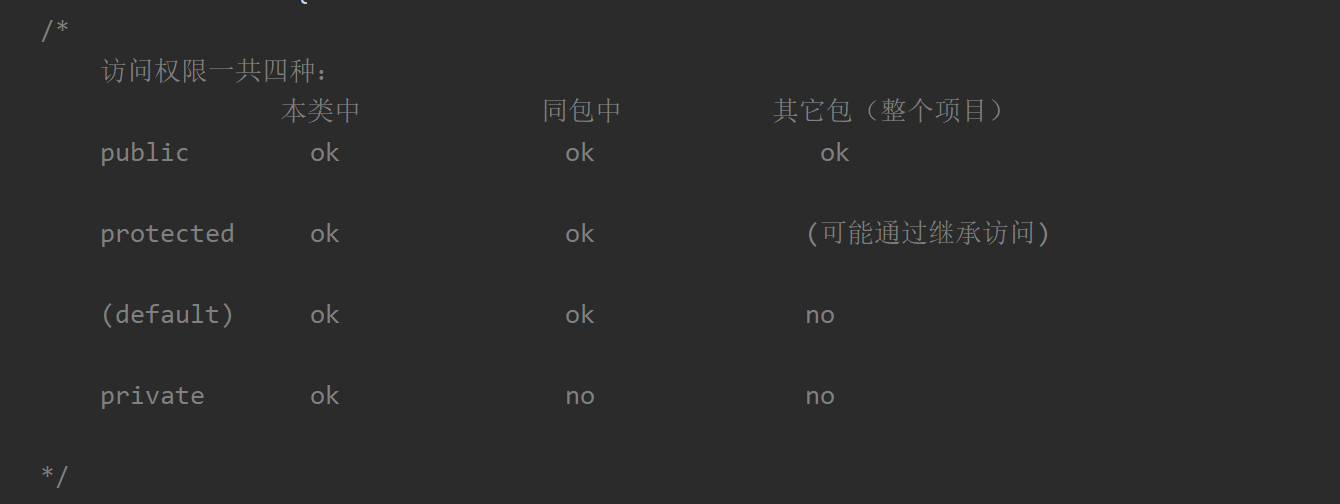 /*
访问权限一共四种:
本类中 同包中 其它包（整个项目）
public ok ok ok
protected ok ok (可能通过继承访问)
(default) ok ok no
private ok no no
*/